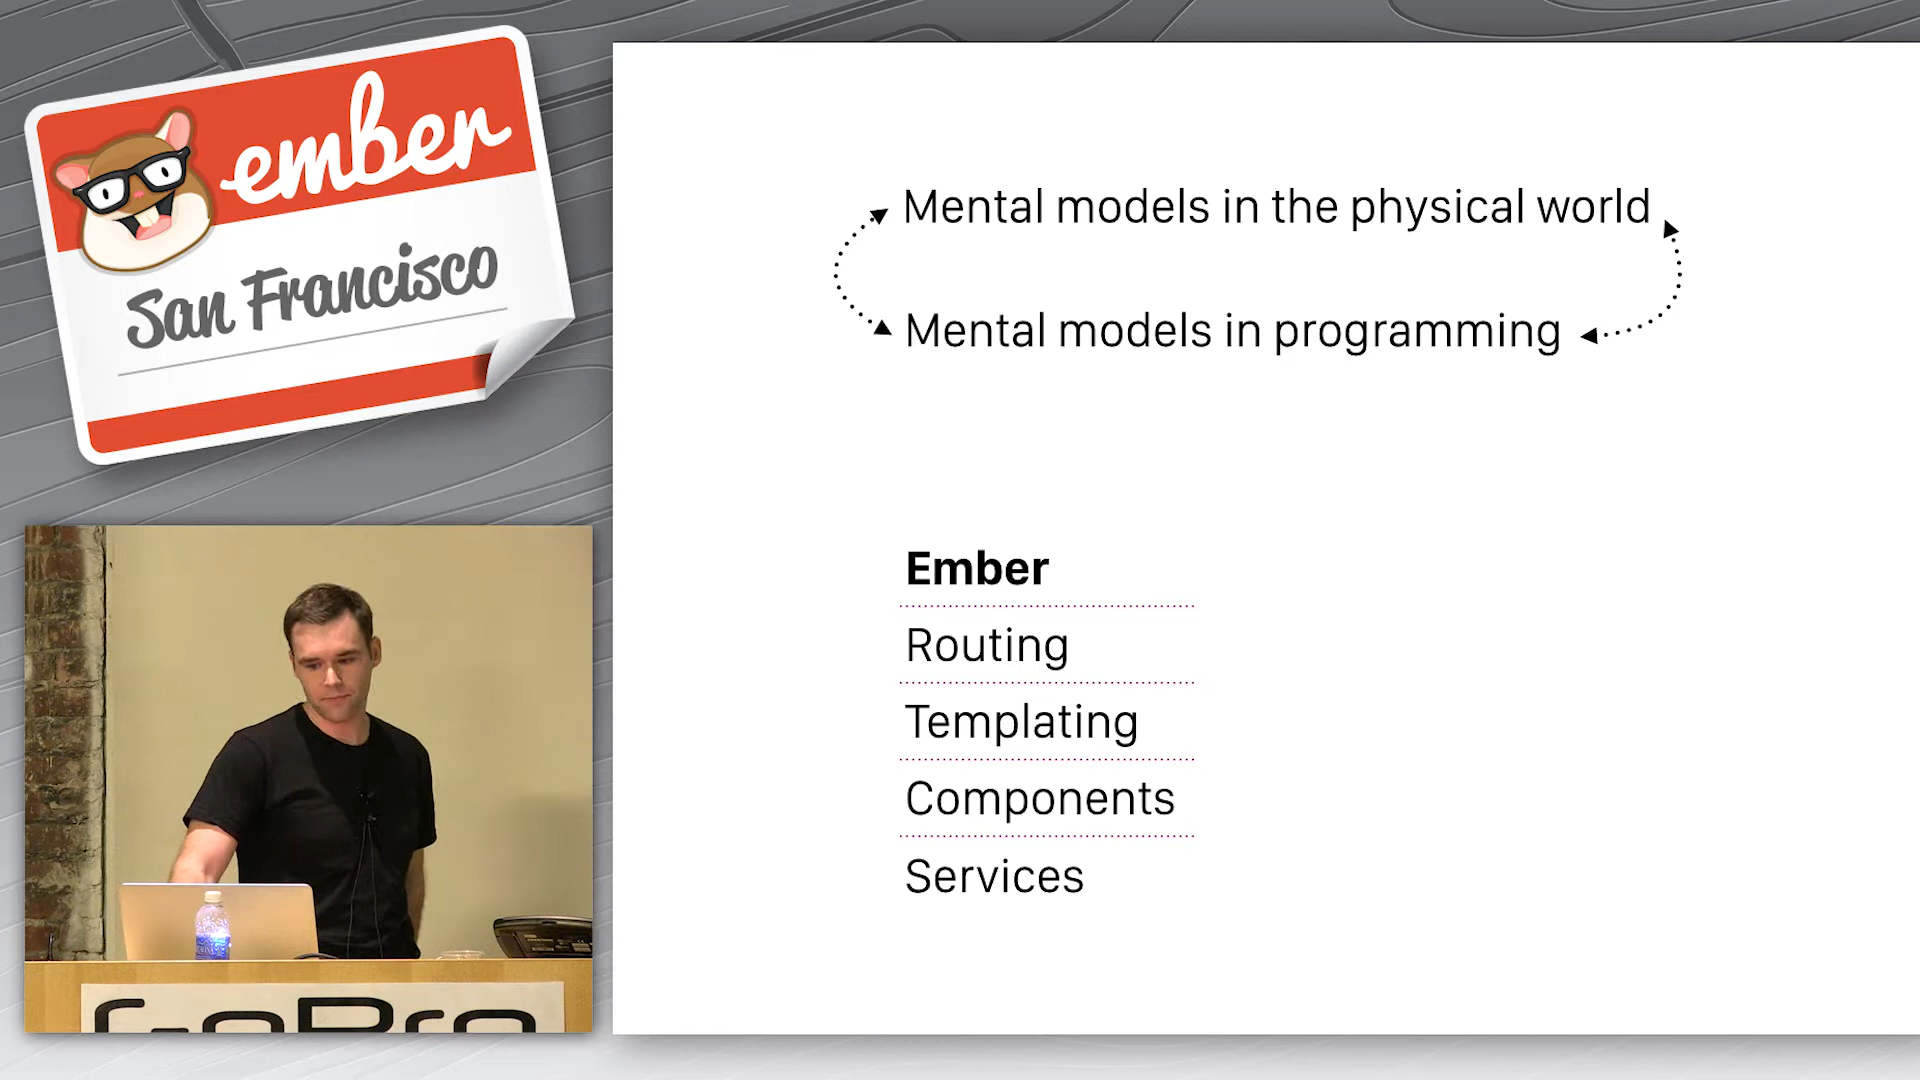 ember
San Francisco
Mental models in the physical world
Mental models in programming
Ember
Routing
Templating
Components
Services
GoPro